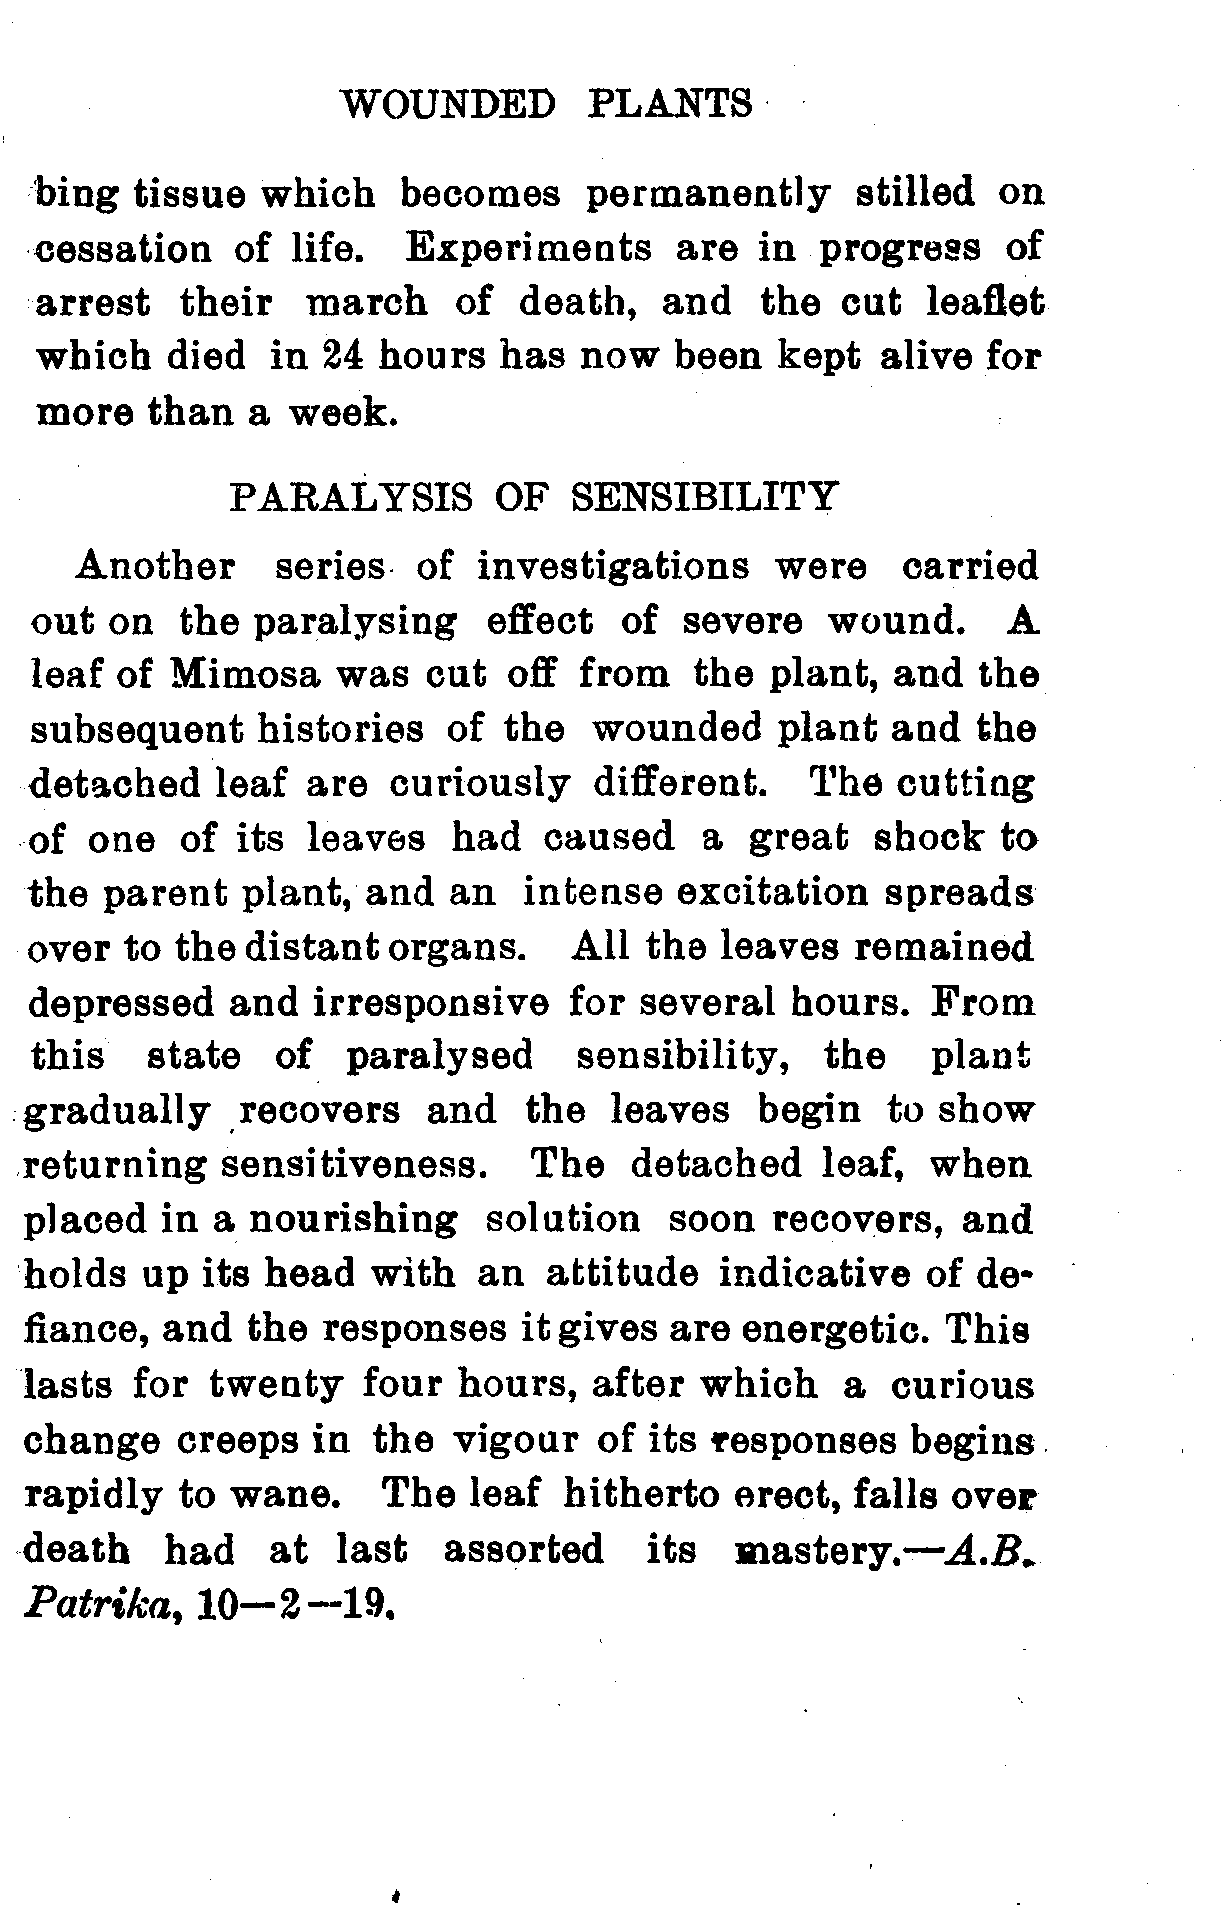 WOUNDED PLANTS
bing tissue which becomes permanently stilled on
cessation of life. Experiments are in progress of
arrest their march of death, and the cut leaflet
which died in 24 hours has now been kept alive for
more than a week.
PARALYSIS OF SENSIBILITY
Another series of investigations were carried
out on the paralysing effect of severe wound. A
leaf of Mimosa was cut off from the plant, and the
subsequent histories of the wounded plant and the
detached leaf are curiously different. The cutting
of one of its leaves had caused a great shock to
the parent plant, and an intense excitation spreads
over to the distant organs. All the leaves remained
depressed and irresponsive for several hours. From
this state of paralysed sensibility, the plant
gradually recovers and the leaves begin to show
returning sensitiveness. The detached leaf, when
placed in a nourishing solution soon recovers, and
holds up its head with an attitude indicative of de-
fiance, and the responses it gives are energetic. This
lasts for twenty four hours, after which a curious
change creeps in the vigour of its responses begins
rapidly to wane. The leaf hitherto erect, falls over
death had at last assorted its mastery.—A.B.
Patrika, 10—2—19.